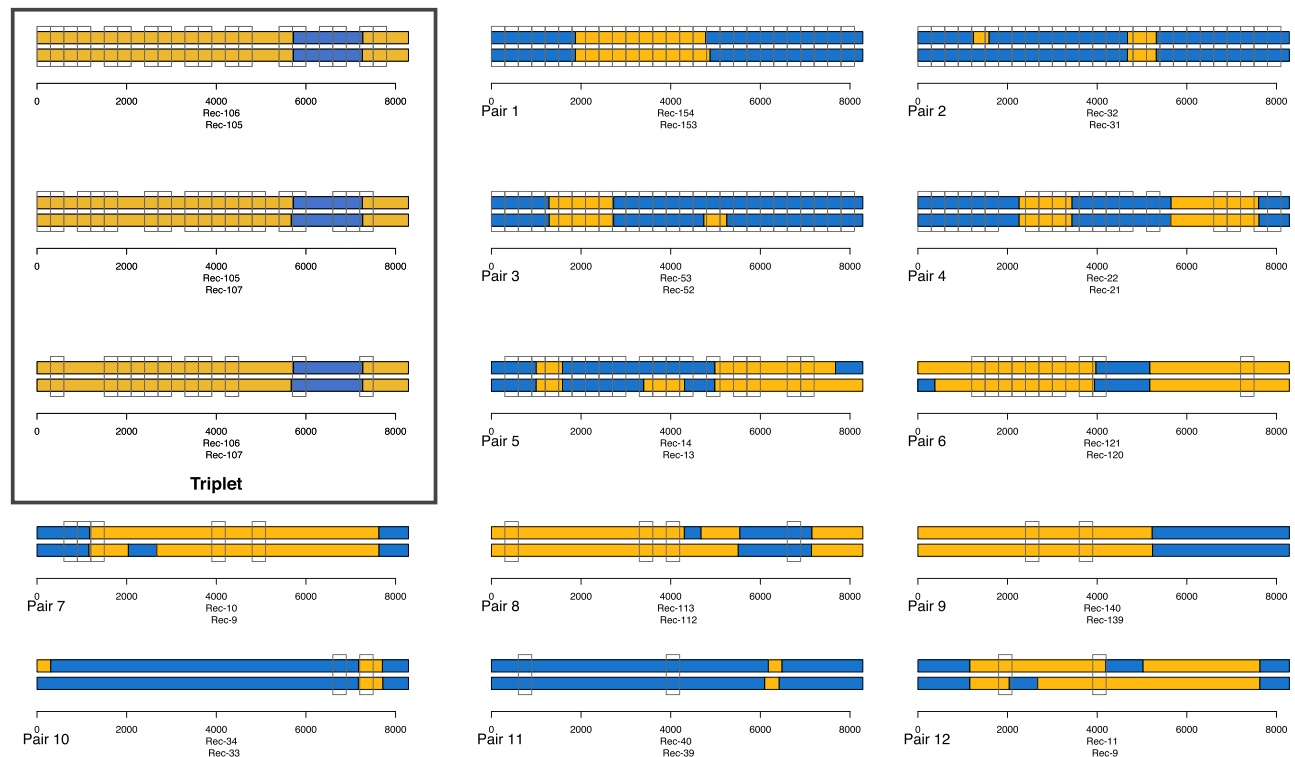 0 2000 4000 6000 8000
Rec-106
Rec-105
0 2000 4000 6000 8000
Pair 1
Rec-154
Rec-153
0 2000 4000 6000 8000
Pair 2
Rec-32
Rec-31
0 2000 4000 6000 8000
Rec-105
Rec-107
0 2000 4000 6000 8000
Pair 3
Rec-53
Rec-52
0 2000 4000 6000 8000
Pair 4
Rec-22
Rec-21
0 2000 4000 6000 8000
Rec-106
Rec-107
Triplet
0 2000 4000 6000 8000
Pair 5
Rec-14
Rec-13
0 2000 4000 6000 8000
Pair 6
Rec-121
Rec-120
0 2000 4000 6000 8000
Pair 7
Rec-10
Rec-9
0 2000 4000 6000 8000
Pair 8
Rec-113
Rec-112
0 2000 4000 6000 8000
Pair 9
Rec-140
Rec-139
0 2000 4000 6000 8000
Pair 10
Rec-34
Rec-33
0 2000 4000 6000 8000
Pair 11
Rec-40
Rec-39
0 2000 4000 6000 8000
Pair 12
Rec-11
Rec-9